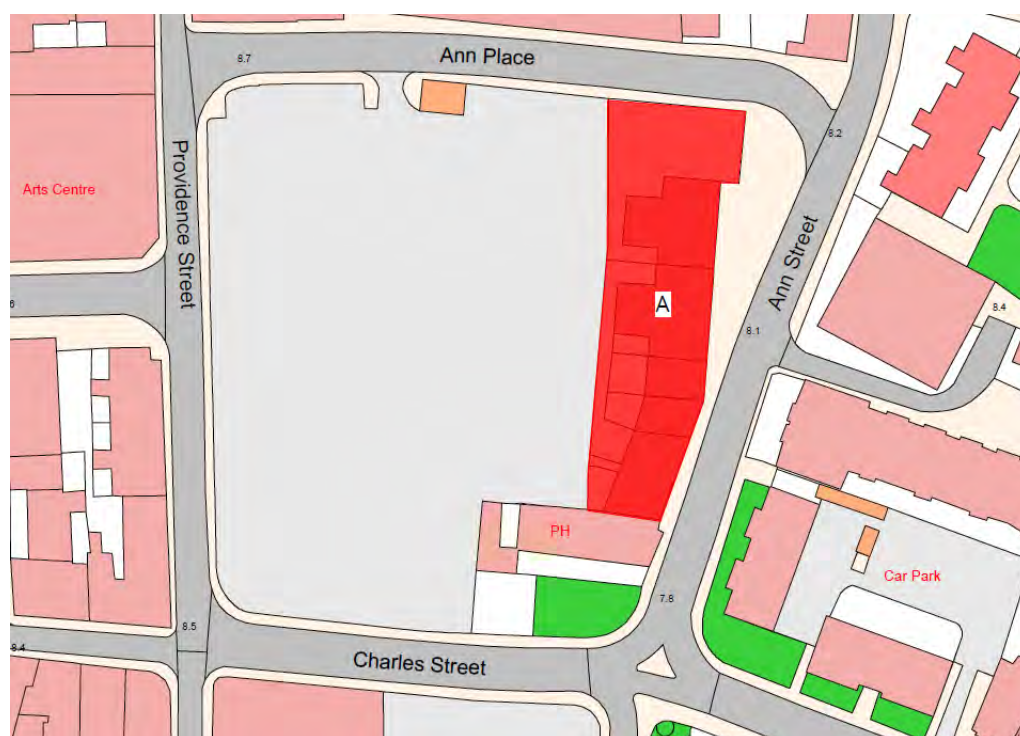 Ann Place
8.7
8.2
Providence Street
Arts Centre
Ann Street
A
8.4
8.1
PH
Car Park
7.8
8.5
8.4
Charles Street